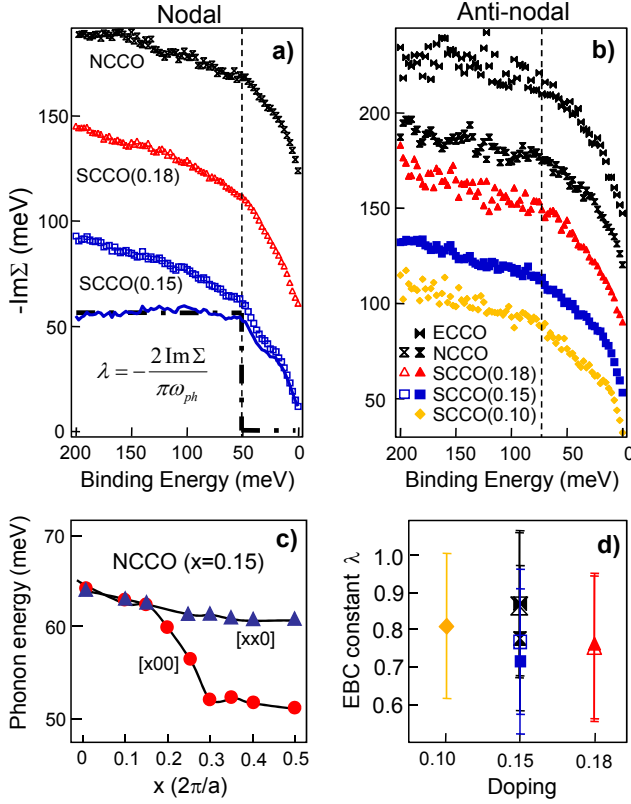 Nodal
Anti-nodal
a)
NCCO
SCCO(0.18)
SCCO(0.15)
λ = − 2 Im Σ / πω_ph
150
100
50
0
-ImΣ (meV)
200 150 100 50 0
Binding Energy (meV)
b)
200
150
100
50
ECCO
NCCO
SCCO(0.18)
SCCO(0.15)
SCCO(0.10)
200 150 100 50 0
Binding Energy (meV)
c)
NCCO (x=0.15)
[xx0]
[x00]
70
60
50
Phonon energy (meV)
0 0.1 0.2 0.3 0.4 0.5
x (2π/a)
d)
1.0
0.9
0.8
0.7
0.6
EBC constant λ
0.10 0.15 0.18
Doping